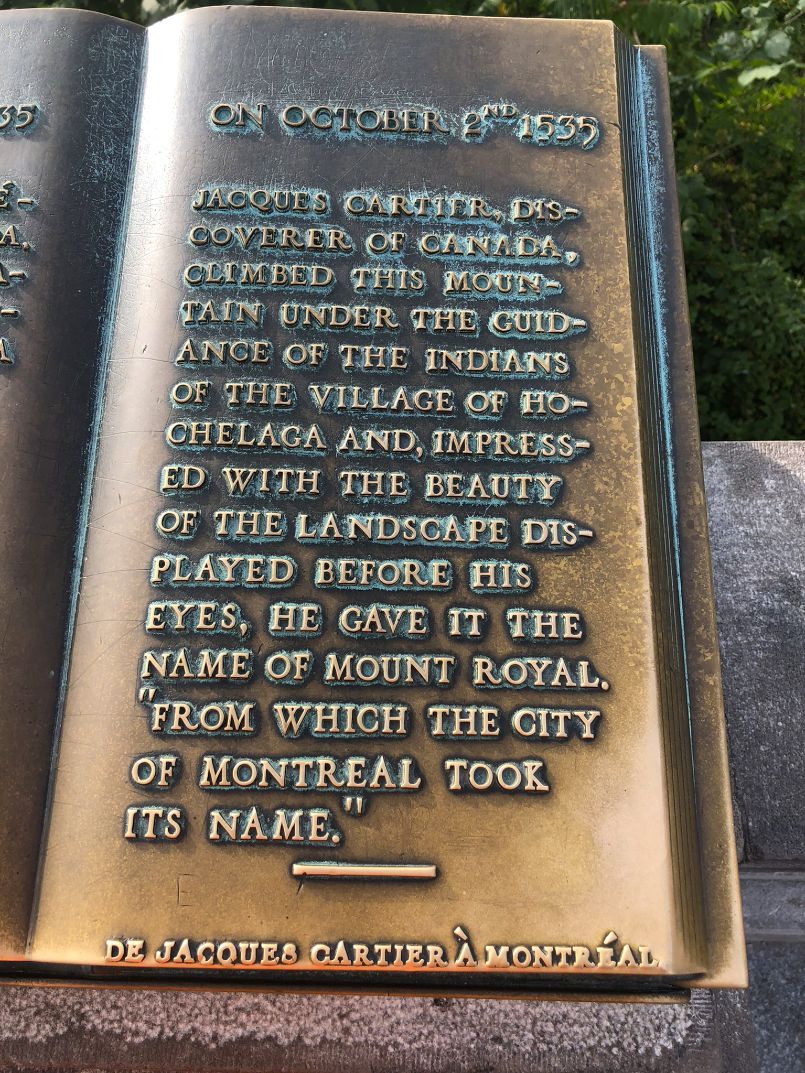 ON OCTOBER 2ND 1535
JACQUES CARTIER, DIS-
COVERER OF CANADA,
CLIMBED THIS MOUN-
TAIN UNDER THE GUID-
ANCE OF THE INDIANS
OF THE VILLAGE OF HO-
CHELAGA AND, IMPRESS-
ED WITH THE BEAUTY
OF THE LANDSCAPE DIS-
PLAYED BEFORE HIS
EYES, HE GAVE IT THE
NAME OF MOUNT ROYAL.
"FROM WHICH THE CITY
OF MONTREAL TOOK
ITS NAME."
DE JACQUES CARTIER À MONTRÉAL